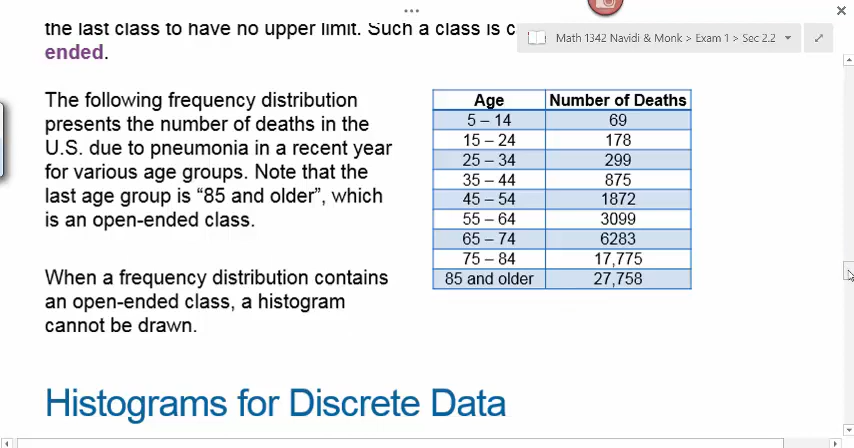 the last class to have no upper limit. Such a class is c
Math 1342 Navidi & Monk > Exam 1 > Sec 2.2
ended.
The following frequency distribution
presents the number of deaths in the
U.S. due to pneumonia in a recent year
for various age groups. Note that the
last age group is “85 and older”, which
is an open-ended class.
When a frequency distribution contains
an open-ended class, a histogram
cannot be drawn.
Age Number of Deaths
5 – 14 69
15 – 24 178
25 – 34 299
35 – 44 875
45 – 54 1872
55 – 64 3099
65 – 74 6283
75 – 84 17,775
85 and older 27,758
Histograms for Discrete Data